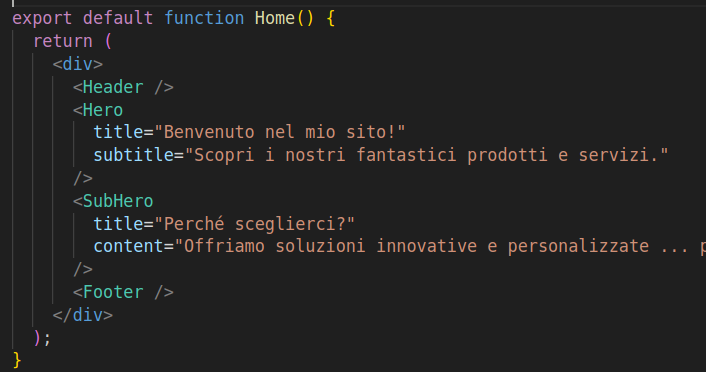 export default function Home() {
return (
<div>
<Header />
<Hero
title="Benvenuto nel mio sito!"
subtitle="Scopri i nostri fantastici prodotti e servizi."
/>
<SubHero
title="Perché sceglierci?"
content="Offriamo soluzioni innovative e personalizzate ...
/>
<Footer />
</div>
);
}